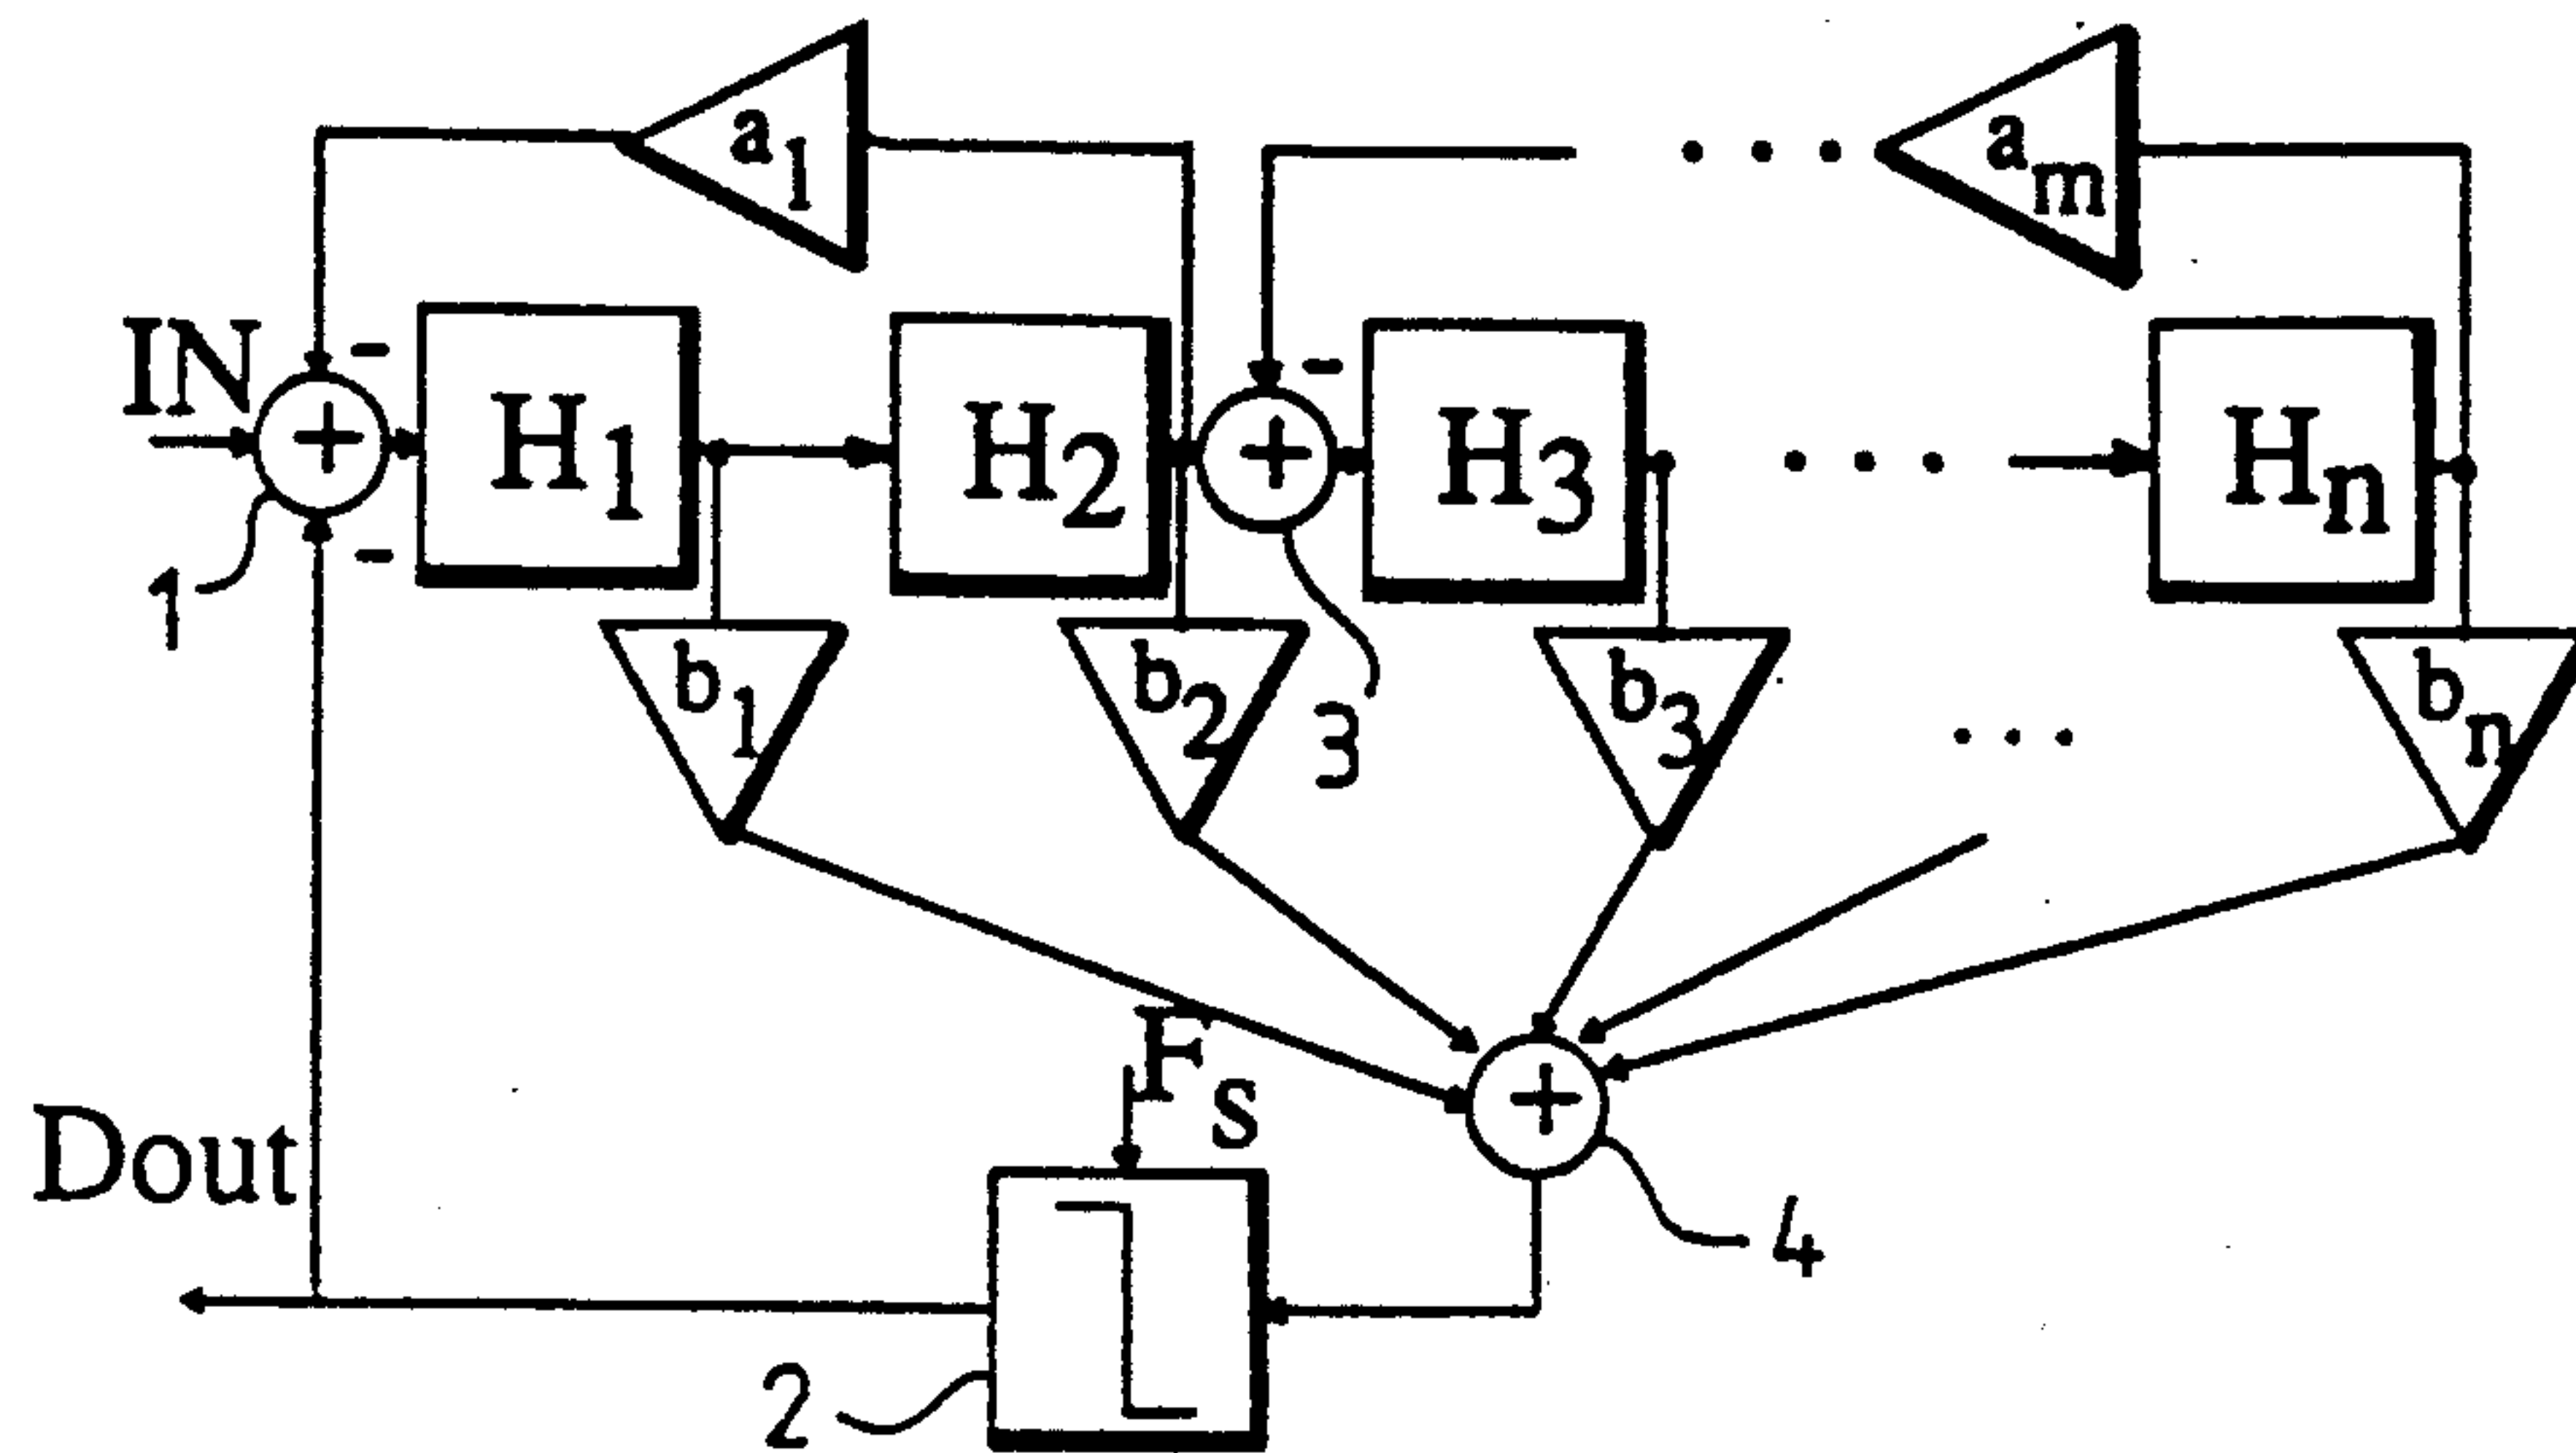 a1
am
IN
-
-
+
H1
H2
+
H3
. . .
Hn
-
1
b1
b2
b3
bn
3
. . .
Fs
+
Dout
4
2